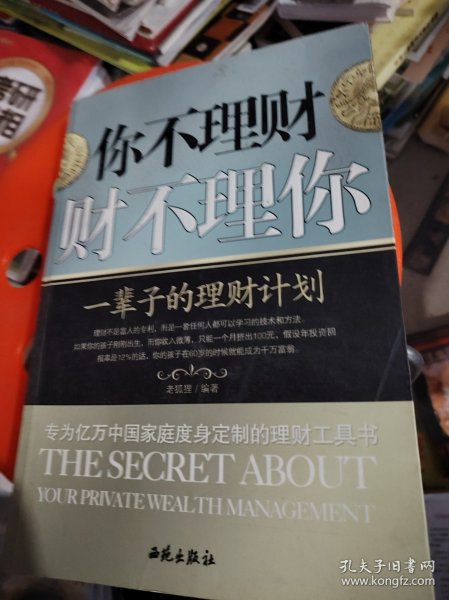 考研
相
你不理财
财不理你
一辈子的理财计划
理财不是富人的专利，而是一套任何人都可以学习的技术和方法。
如果你的孩子刚刚出生，而你收入微薄，只能一个月挤出100元，假设年投资回
报率是12%的话，你的孩子在60岁的时候就能成为千万富翁。
老狐狸/编著
专为亿万中国家庭度身定制的理财工具书
THE SECRET ABOUT
YOUR PRIVATE WEALTH MANAGEMENT
西苑出版社
孔夫子旧书网
www.kongfz.com